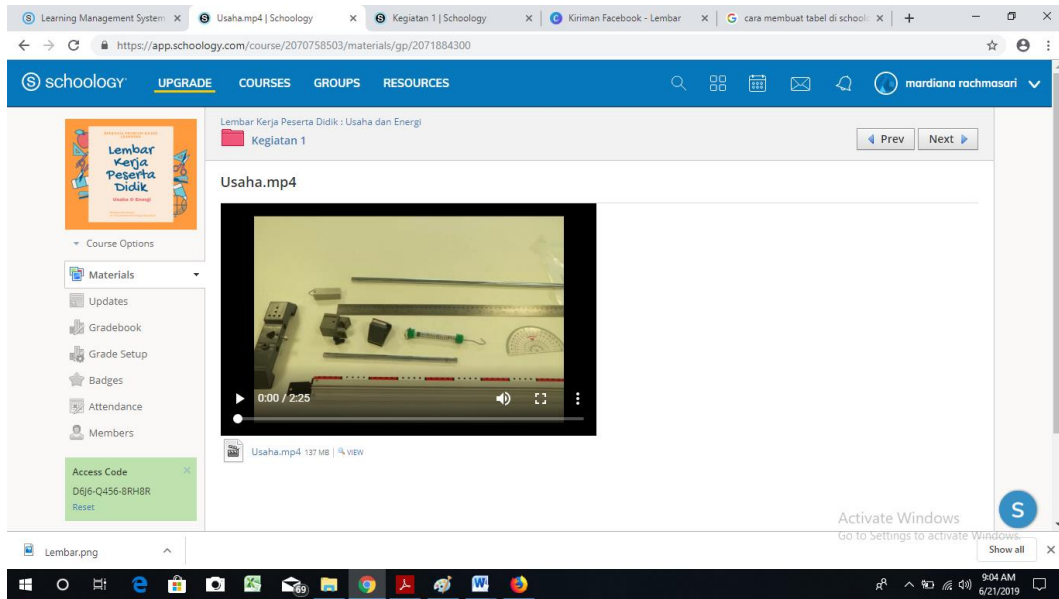 Learning Management System
Usaha.mp4 | Schoology
Kegiatan 1 | Schoology
Kiriman Facebook - Lembar
cara membuat tabel di schoolo
https://app.schoology.com/course/2070758503/materials/gp/2071884300
S schoology
UPGRADE
COURSES
GROUPS
RESOURCES
mardiana rachmasari
Lembar
Kerja
Peserta
Didik
Usaha & Energi
Course Options
Materials
Updates
Gradebook
Grade Setup
Badges
Attendance
Members
Access Code
D6J6-Q456-8RH8R
Reset
Lembar Kerja Peserta Didik : Usaha dan Energi
Kegiatan 1
Prev
Next
Usaha.mp4
0:00 / 2:25
Usaha.mp4 137 MB | VIEW
S
Activate Windows
Go to Settings to activate Windows.
Lembar.png
Show all
69
9:04 AM
6/21/2019